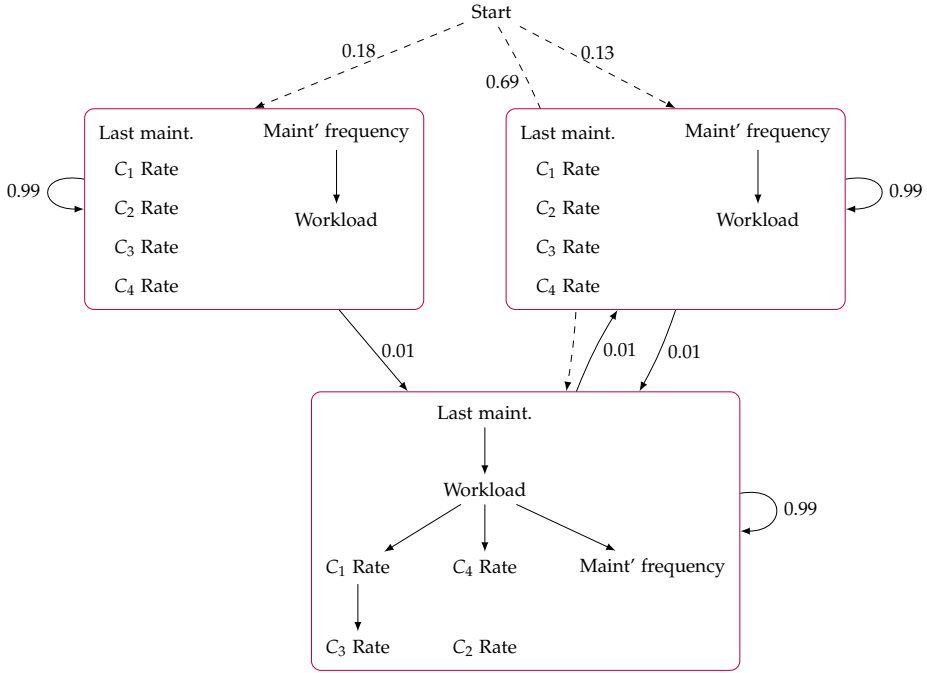 Start
0.18
0.13
0.69
Last maint.
Maint' frequency
C₁ Rate
C₂ Rate
Workload
C₃ Rate
C₄ Rate
0.99
Last maint.
Maint' frequency
C₁ Rate
C₂ Rate
Workload
C₃ Rate
C₄ Rate
0.99
0.01
0.01
0.01
Last maint.
Workload
0.99
C₁ Rate
C₄ Rate
Maint' frequency
C₃ Rate
C₂ Rate